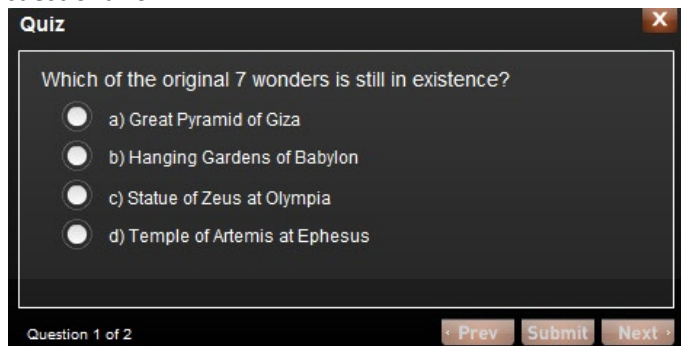 Quiz
X
Which of the original 7 wonders is still in existence?
a) Great Pyramid of Giza
b) Hanging Gardens of Babylon
c) Statue of Zeus at Olympia
d) Temple of Artemis at Ephesus
Question 1 of 2
Prev Submit Next